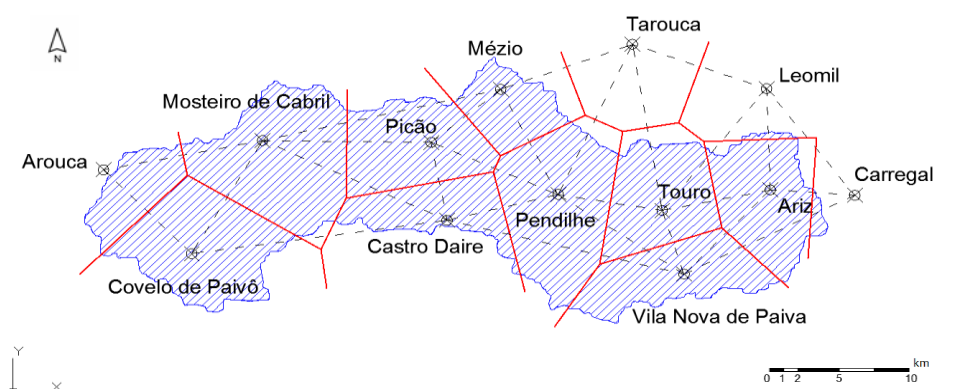 Tarouca
Mézio
N
Leomil
Mosteiro de Cabril
Picão
Arouca
Carregal
Touro
Ariz
Pendilhe
Castro Daire
Covelo de Paivô
Vila Nova de Paiva
Y
X
km
0 1 2 5 10